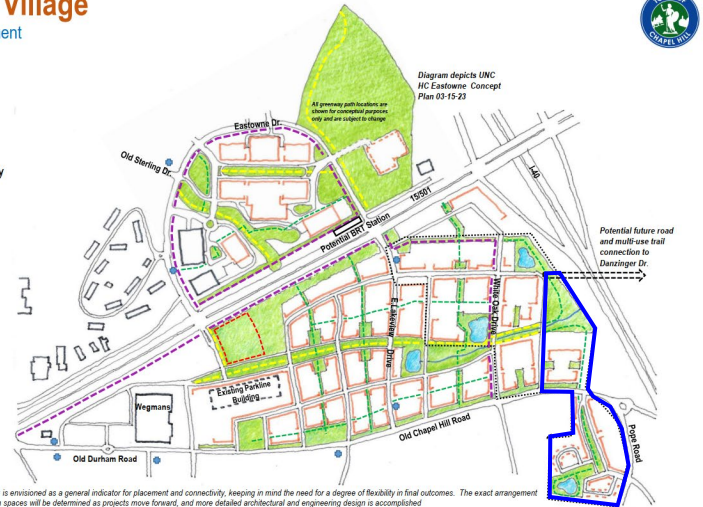 Village
ment
CHAPEL HILL
Diagram depicts UNC
HC Eastowne Concept
Plan 03-15-23
All greenway path locations are
shown for conceptual purposes
only and are subject to change
Eastowne Dr.
Old Sterling Dr.
y
15/501
I-40
Potential BRT Station
Potential future road
and multi-use trail
connection to
Danzinger Dr.
E Lakeview Drive
White Oak Drive
Existing Parkline
Building
Wegmans
Old Chapel Hill Road
Pope Road
Old Durham Road
is envisioned as a general indicator for placement and connectivity, keeping in mind the need for a degree of flexibility in final outcomes. The exact arrangement
n spaces will be determined as projects move forward, and more detailed architectural and engineering design is accomplished